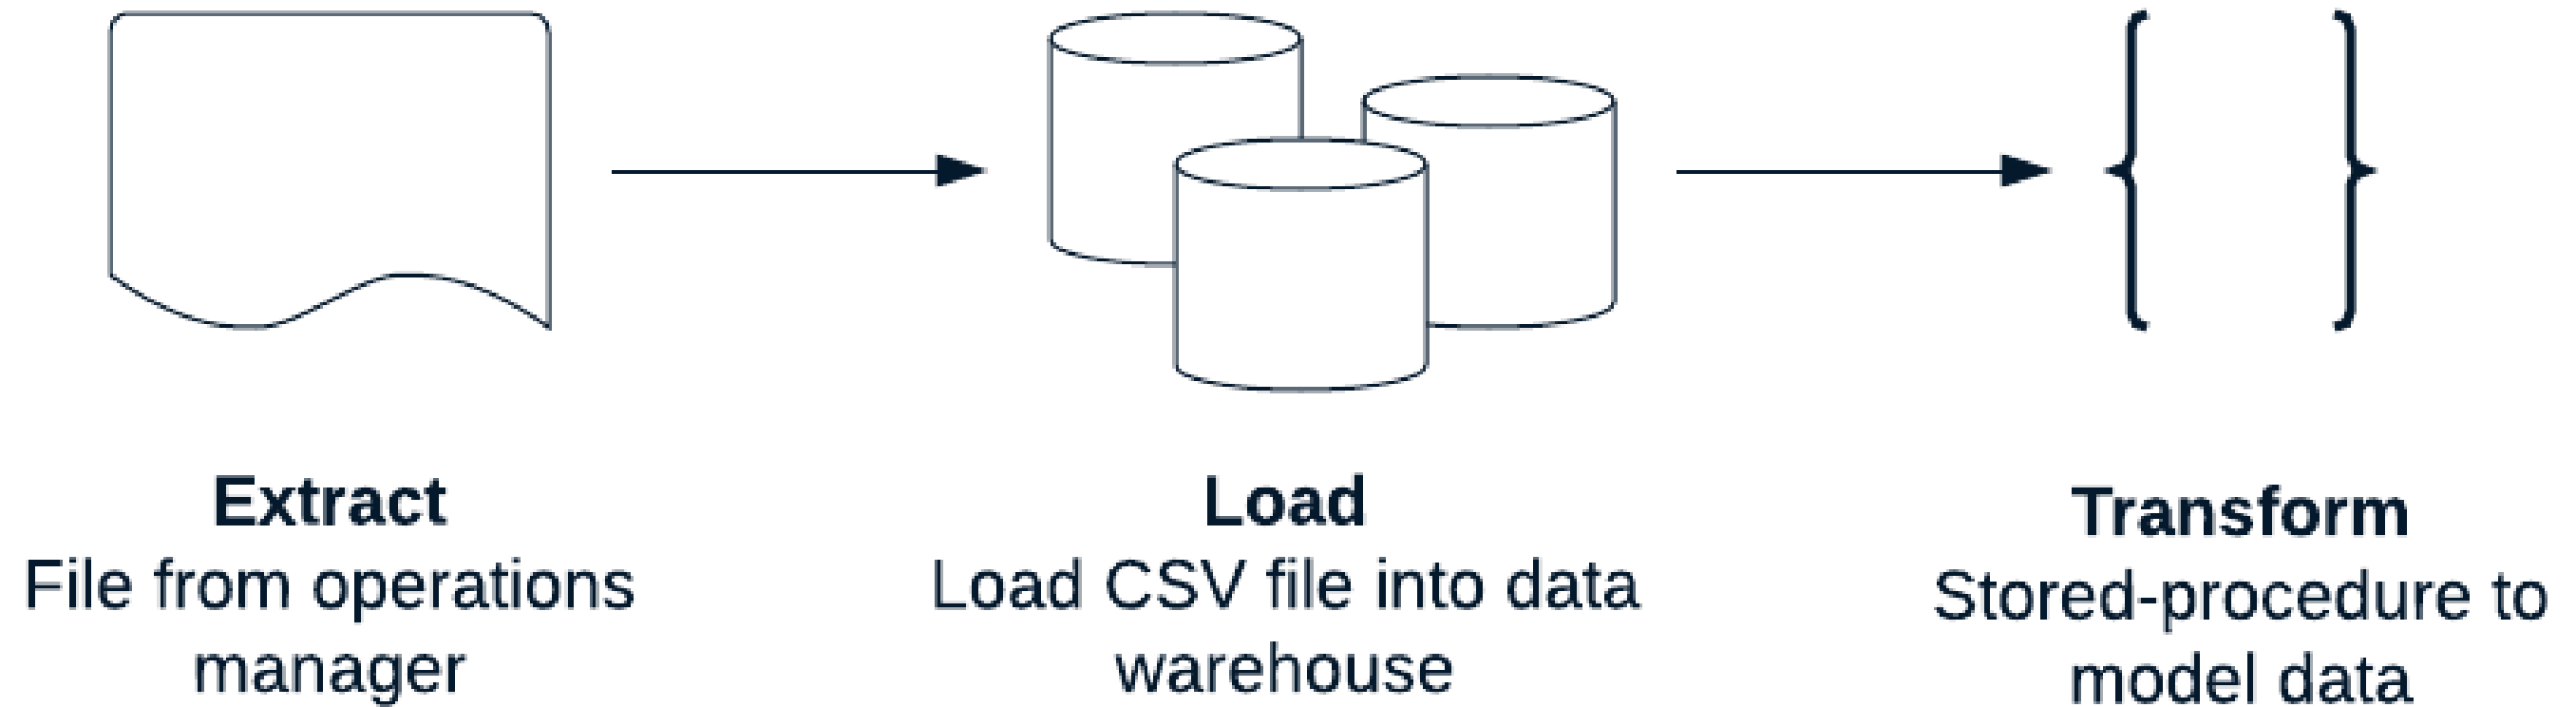 Extract
File from operations
manager
Load
Load CSV file into data
warehouse
Transform
Stored-procedure to
model data